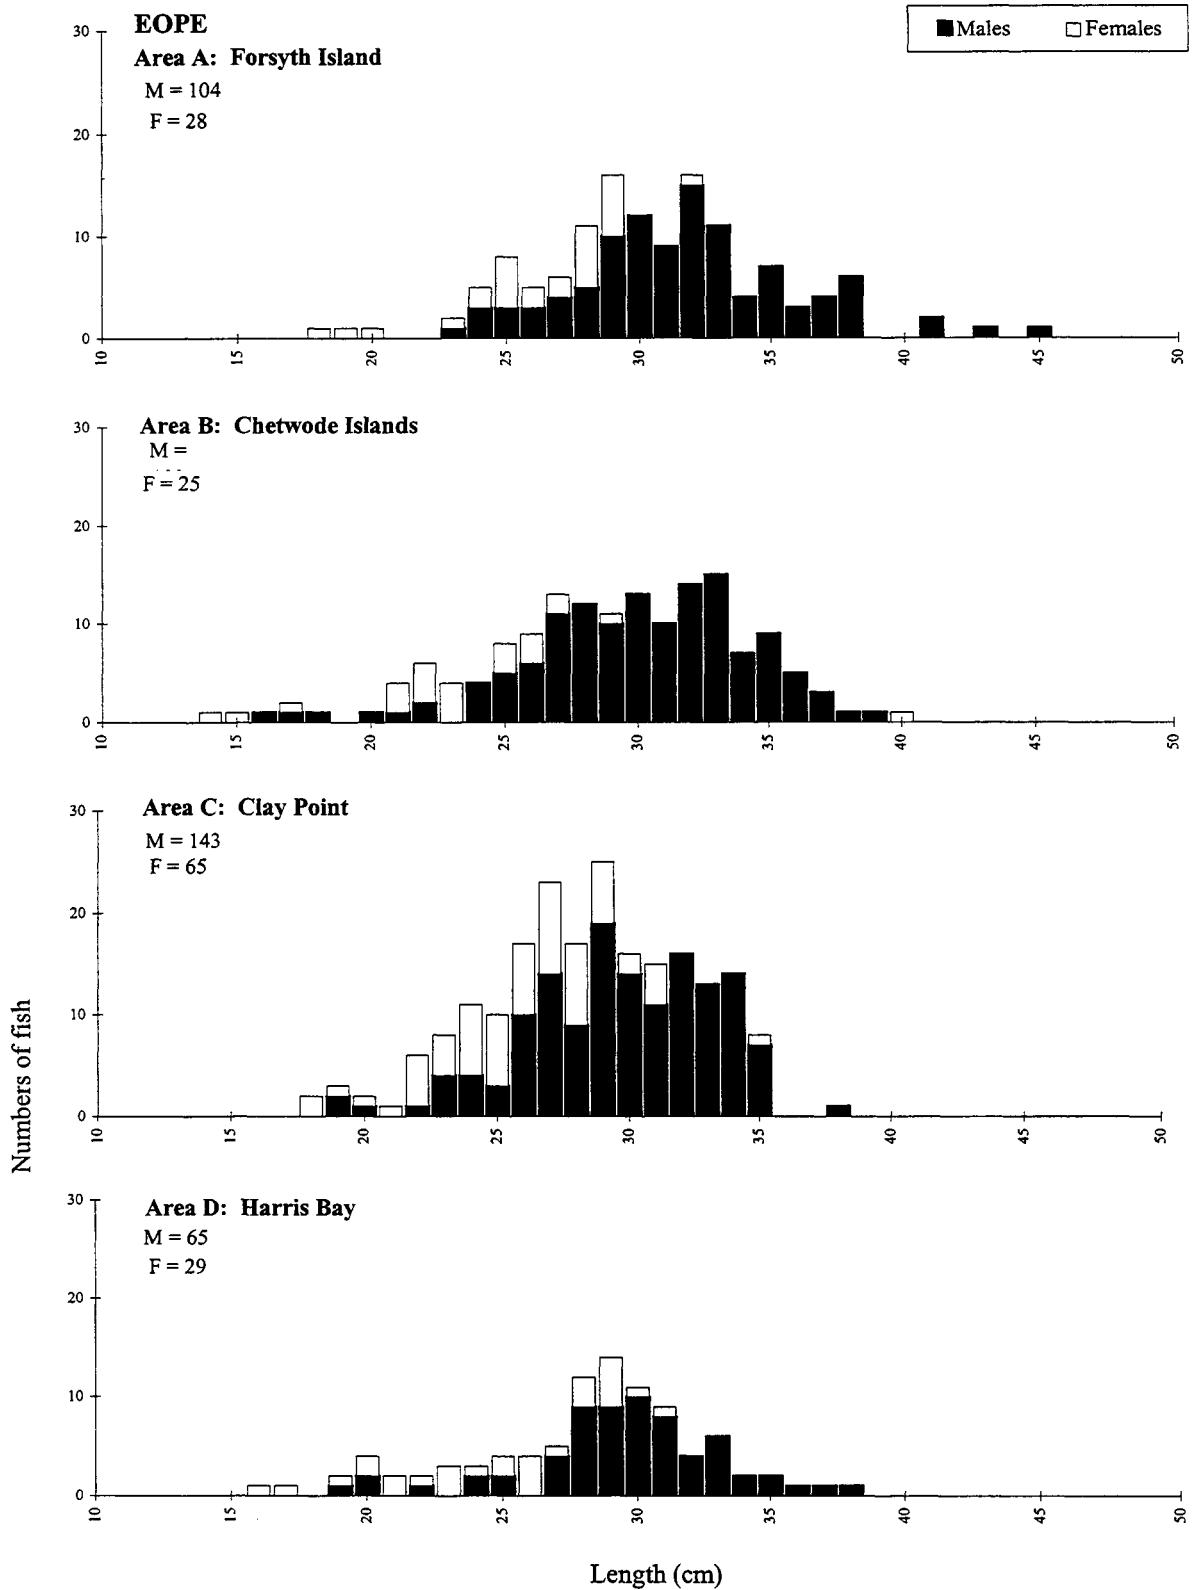 EOPE
Males Females
Area A: Forsyth Island
M = 104
F = 28
30
20
10
0
10 15 20 25 30 35 40 45 50
Area B: Chetwode Islands
M =
F = 25
30
20
10
0
10 15 20 25 30 35 40 45 50
Area C: Clay Point
M = 143
F = 65
30
20
10
0
10 15 20 25 30 35 40 45 50
Area D: Harris Bay
M = 65
F = 29
30
20
10
0
10 15 20 25 30 35 40 45 50
Numbers of fish
Length (cm)